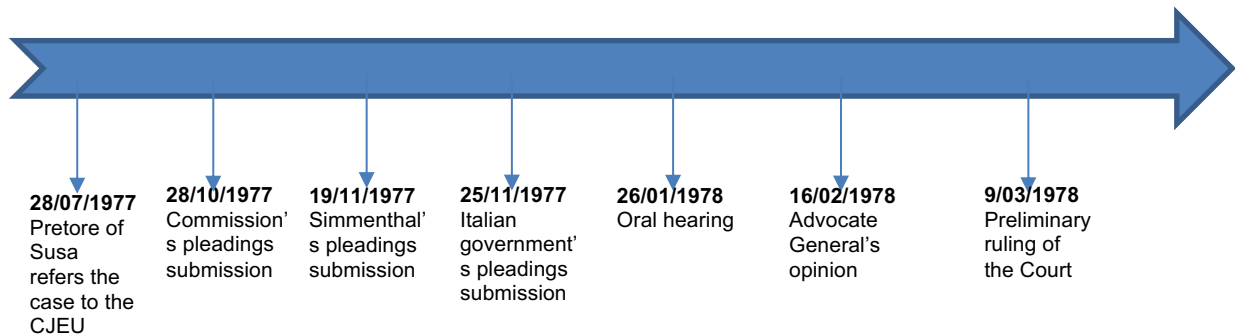 28/07/1977
Pretore of
Susa
refers the
case to the
CJEU
28/10/1977
Commission’
s pleadings
submission
19/11/1977
Simmenthal’
s pleadings
submission
25/11/1977
Italian
government’
s pleadings
submission
26/01/1978
Oral hearing
16/02/1978
Advocate
General’s
opinion
9/03/1978
Preliminary
ruling of
the Court